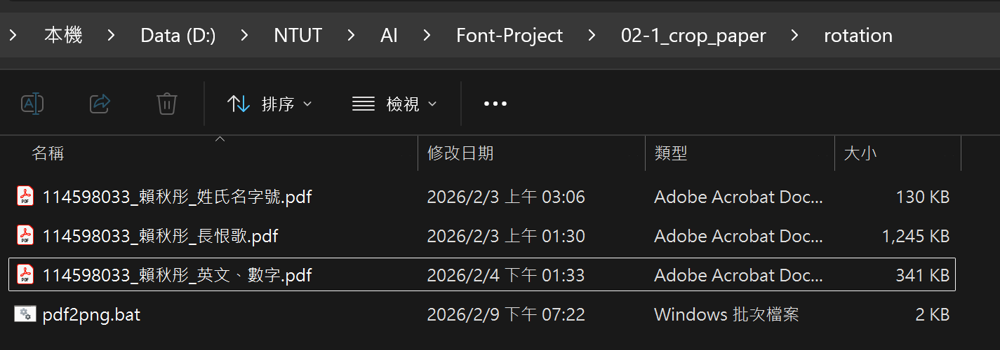 本機 > Data (D:) > NTUT > AI > Font-Project > 02-1_crop_paper > rotation
排序 檢視
名稱 修改日期 類型 大小
114598033_賴秋彤_姓氏名字號.pdf 2026/2/3 上午 03:06 Adobe Acrobat Doc... 130 KB
114598033_賴秋彤_長恨歌.pdf 2026/2/3 上午 01:30 Adobe Acrobat Doc... 1,245 KB
114598033_賴秋彤_英文、數字.pdf 2026/2/4 下午 01:33 Adobe Acrobat Doc... 341 KB
pdf2png.bat 2026/2/9 下午 07:22 Windows 批次檔案 2 KB